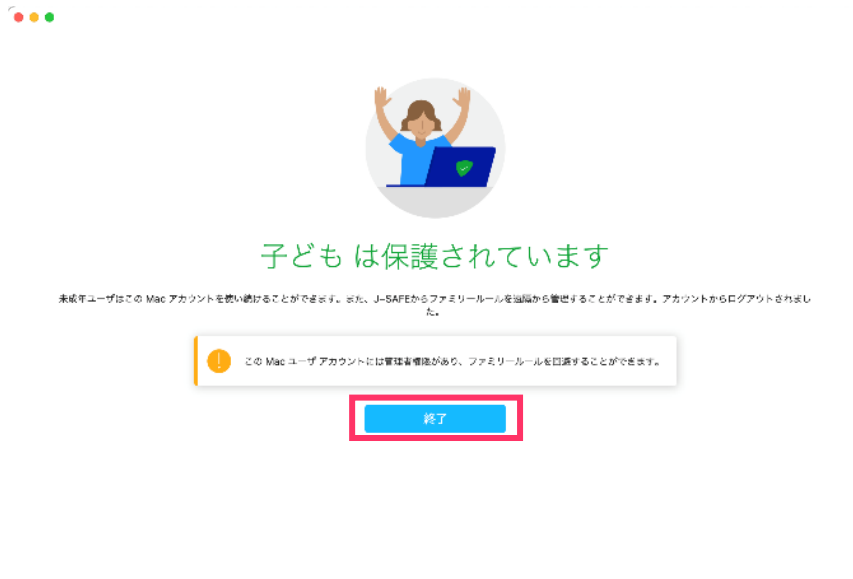 子ども は保護されています
未成年ユーザはこの Mac アカウントを使い続けることができます。また、J-SAFEからファミリールールを遠隔から管理することができます。アカウントからログアウトされまし
た。
この Mac ユーザ アカウントには管理者権限があり、ファミリールールを回避することができます。
終了